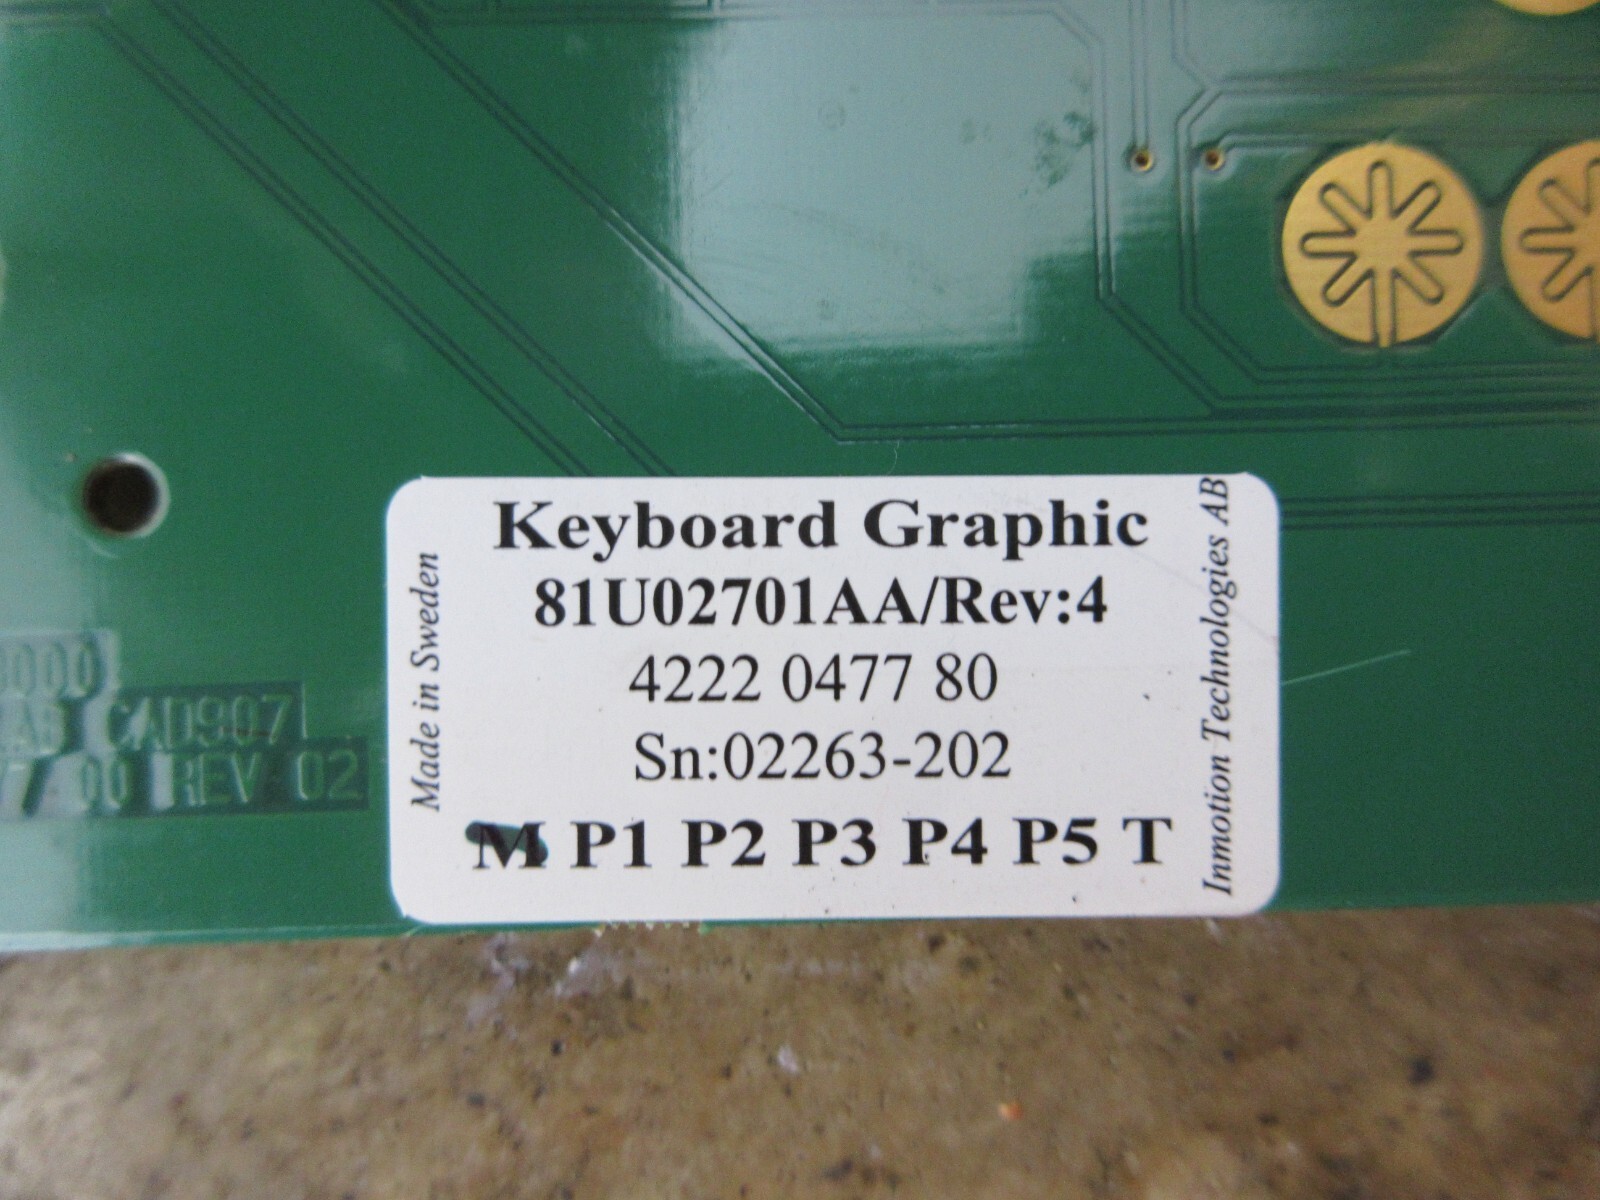 Keyboard Graphic
81U02701AA/Rev:4
4222 0477 80
Sn:02263-202
M P1 P2 P3 P4 P5 T
Made in Sweden
Inmotion Technologies AB
CAD907
00 REV 02